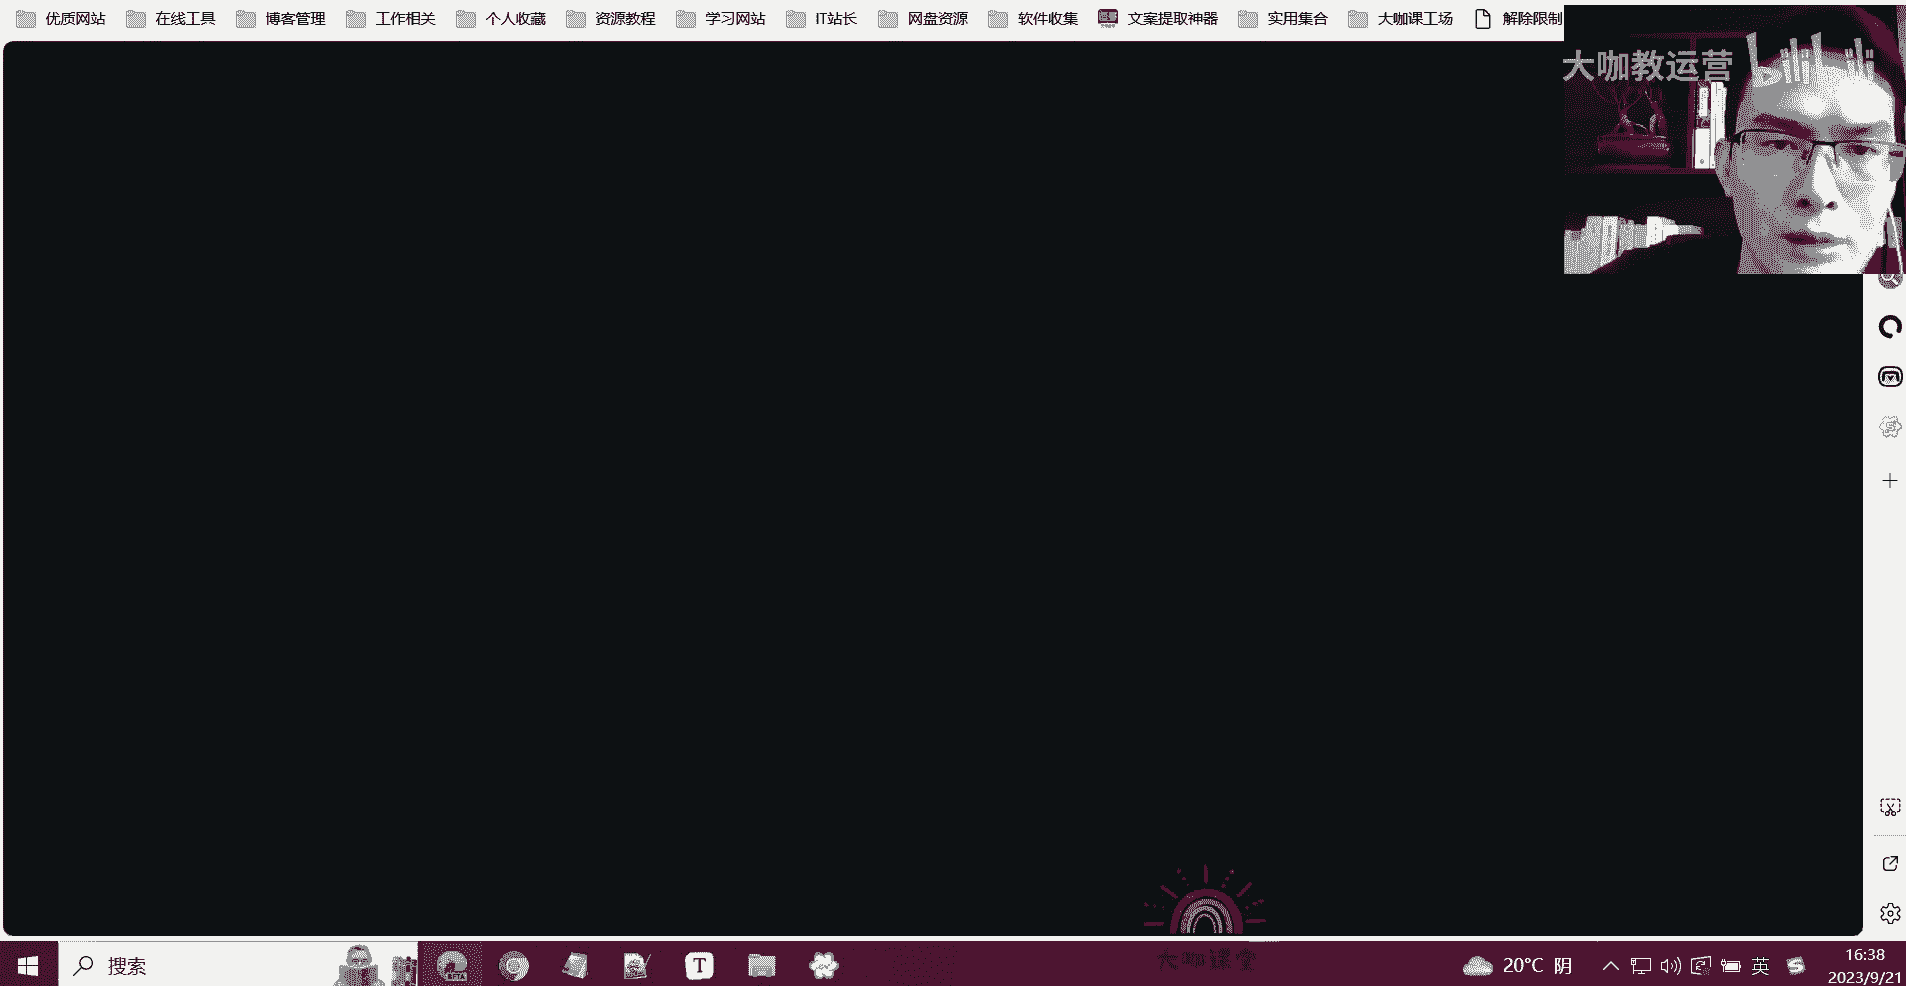 优质网站 在线工具 博客管理 工作相关 个人收藏 资源教程 学习网站 IT站长 网盘资源 软件收集 文案提取神器 实用集合 大咖课工场 解除限制
大咖教运营 bilibili
大咖课堂
搜索 BETA T 20°C 阴 英 16:38
2023/9/21